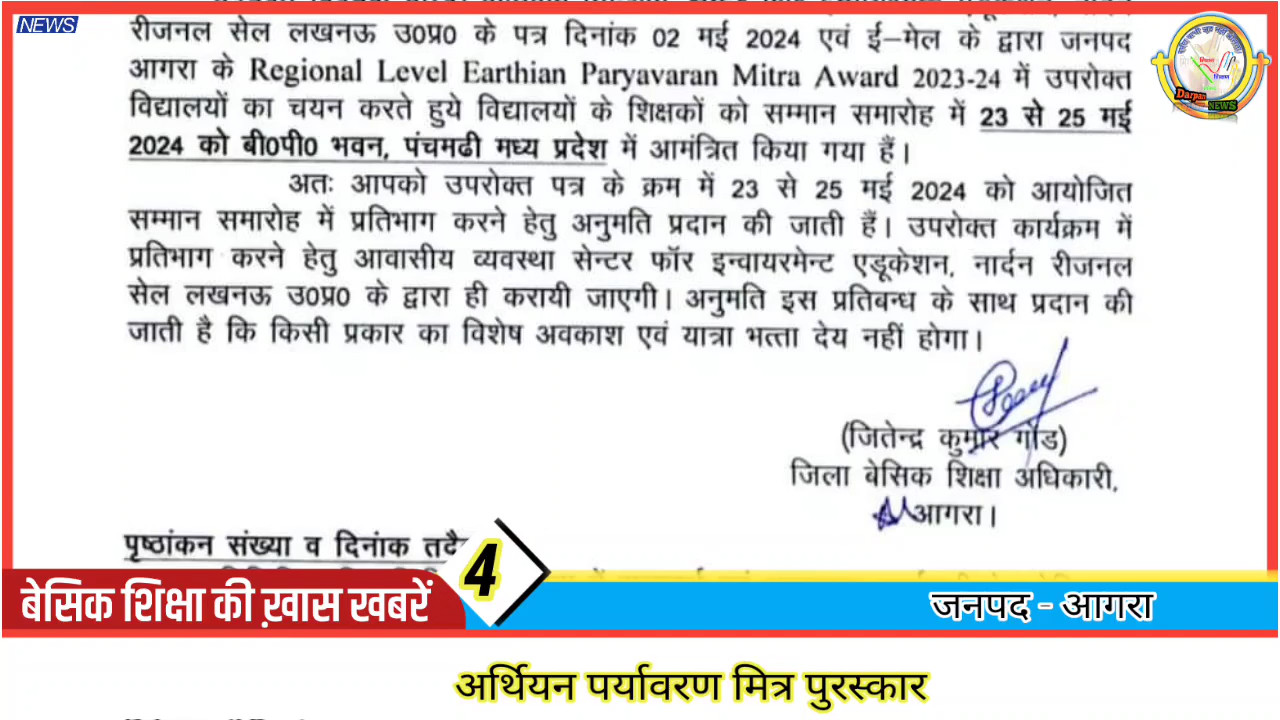 NEWS
रीजनल सेल लखनऊ उ0प्र0 के पत्र दिनांक 02 मई 2024 एवं ई–मेल के द्वारा जनपद
आगरा के Regional Level Earthian Paryavaran Mitra Award 2023-24 में उपरोक्त
विद्यालयों का चयन करते हुये विद्यालयों के शिक्षकों को सम्मान समारोह में 23 से 25 मई
2024 को बी0पी0 भवन, पंचमढी मध्य प्रदेश में आमंत्रित किया गया हैं।
अतः आपको उपरोक्त पत्र के क्रम में 23 से 25 मई 2024 को आयोजित
सम्मान समारोह में प्रतिभाग करने हेतु अनुमति प्रदान की जाती हैं। उपरोक्त कार्यक्रम में
प्रतिभाग करने हेतु आवासीय व्यवस्था सेन्टर फॉर इन्वायरमेन्ट एडूकेशन, नार्दन रीजनल
सेल लखनऊ उ0प्र0 के द्वारा ही करायी जाएगी। अनुमति इस प्रतिबन्ध के साथ प्रदान की
जाती है कि किसी प्रकार का विशेष अवकाश एवं यात्रा भत्ता देय नहीं होगा।
(जितेन्द्र कुमार गोंड)
जिला बेसिक शिक्षा अधिकारी,
आगरा।
पृष्ठांकन संख्या व दिनांक
Darpan NEWS
बेसिक शिक्षा की ख़ास खबरें
4
जनपद - आगरा
अर्थियन पर्यावरण मित्र पुरस्कार